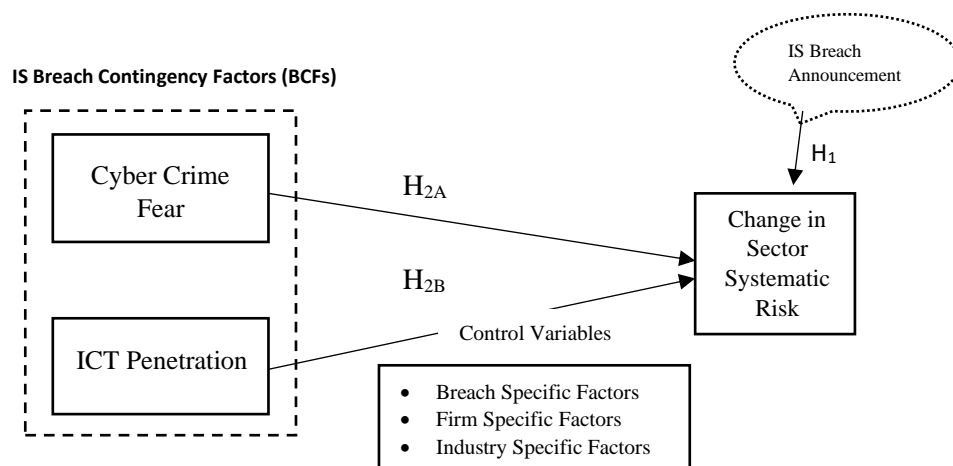 IS Breach
Announcement
IS Breach Contingency Factors (BCFs)
H1
Cyber Crime
Fear
H2A
Change in
Sector
Systematic
Risk
H2B
ICT Penetration
Control Variables
• Breach Specific Factors
• Firm Specific Factors
• Industry Specific Factors